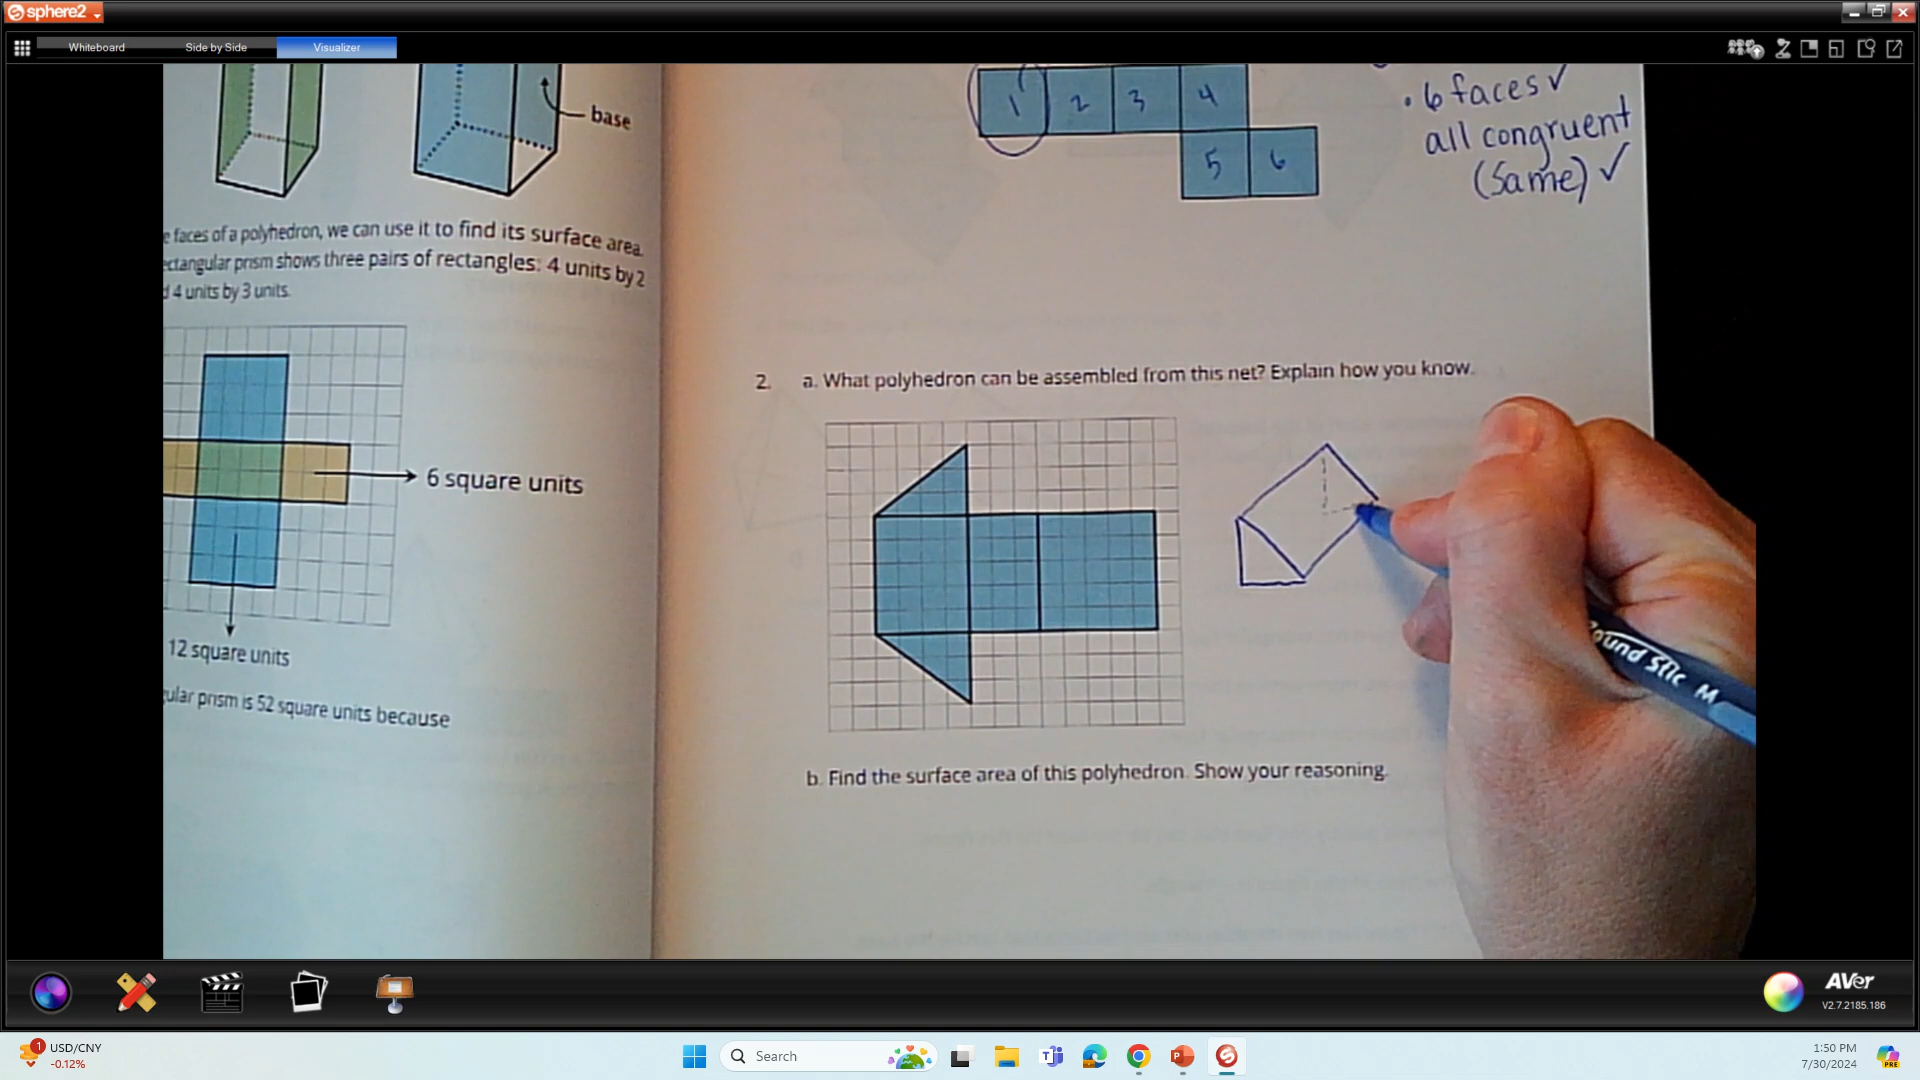 sphere2
Whiteboard
Side by Side
Visualizer
base
faces of a polyhedron, we can use it to find its surface area.
prism shows three pairs of rectangles: 4 units by 2
4 units by 3 units.
6 square units
12 square units
prism is 52 square units because
1 2 3 4
5 6
• 6 faces ✓
all congruent
(Same) ✓
2. a. What polyhedron can be assembled from this net? Explain how you know.
b. Find the surface area of this polyhedron. Show your reasoning.
Round Stic M
AVer
V2.7.2185.186
1
USD/CNY
-0.12%
Search
1:50 PM
7/30/2024
PRE